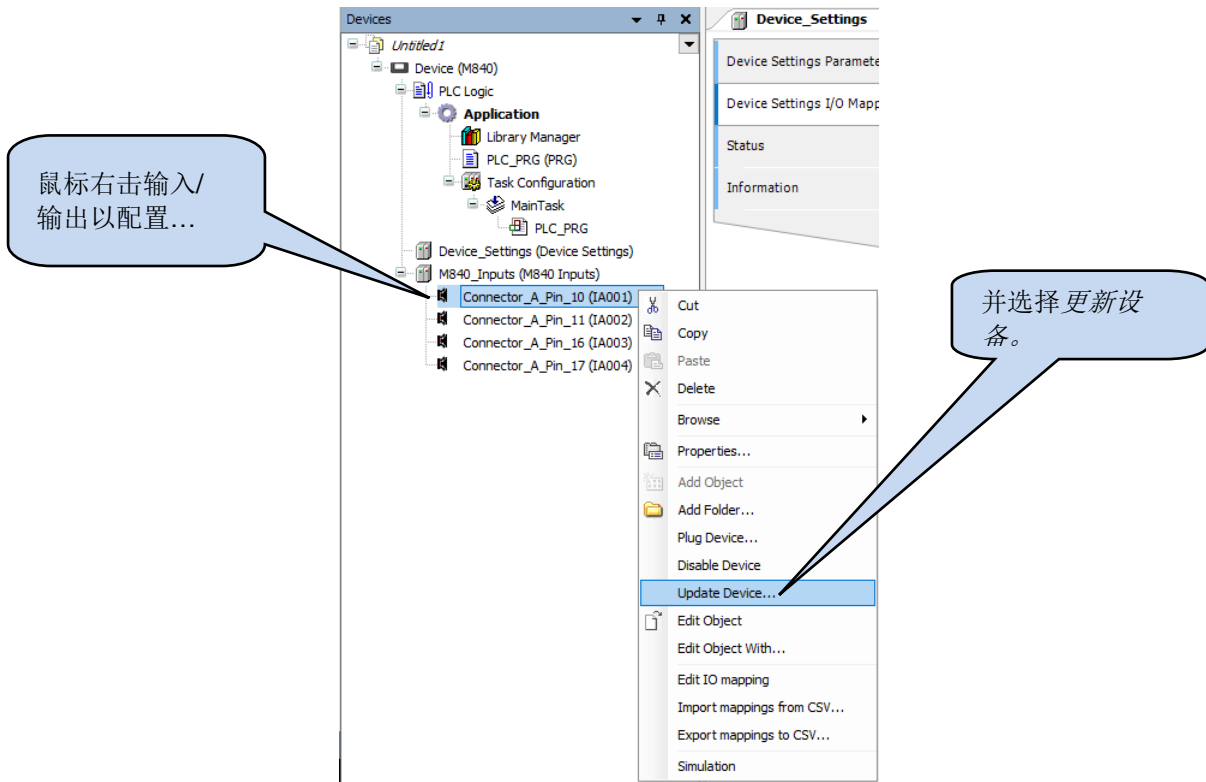 Devices
Untitled1
Device (M840)
PLC Logic
Application
Library Manager
PLC_PRG (PRG)
Task Configuration
MainTask
PLC_PRG
Device_Settings (Device Settings)
M840_Inputs (M840 Inputs)
Connector_A_Pin_10 (IA001)
Connector_A_Pin_11 (IA002)
Connector_A_Pin_16 (IA003)
Connector_A_Pin_17 (IA004)
Device_Settings
Device Settings Paramete
Device Settings I/O Mapp
Status
Information
鼠标右击输入/
输出以配置...
Cut
Copy
Paste
Delete
Browse
Properties...
Add Object
Add Folder...
Plug Device...
Disable Device
Update Device...
Edit Object
Edit Object With...
Edit IO mapping
Import mappings from CSV...
Export mappings to CSV...
Simulation
并选择更新设
备。